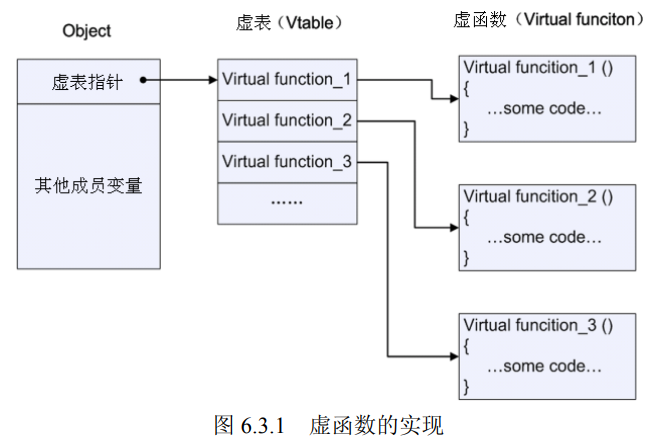 Object
虚表（Vtable）
虚函数（Virtual funciton）
虚表指针
其他成员变量
Virtual function_1
Virtual function_2
Virtual function_3
……
Virtual funcition_1 ()
{
…some code…
}
Virtual funcition_2 ()
{
…some code…
}
Virtual funcition_3 ()
{
…some code…
}
图 6.3.1 虚函数的实现